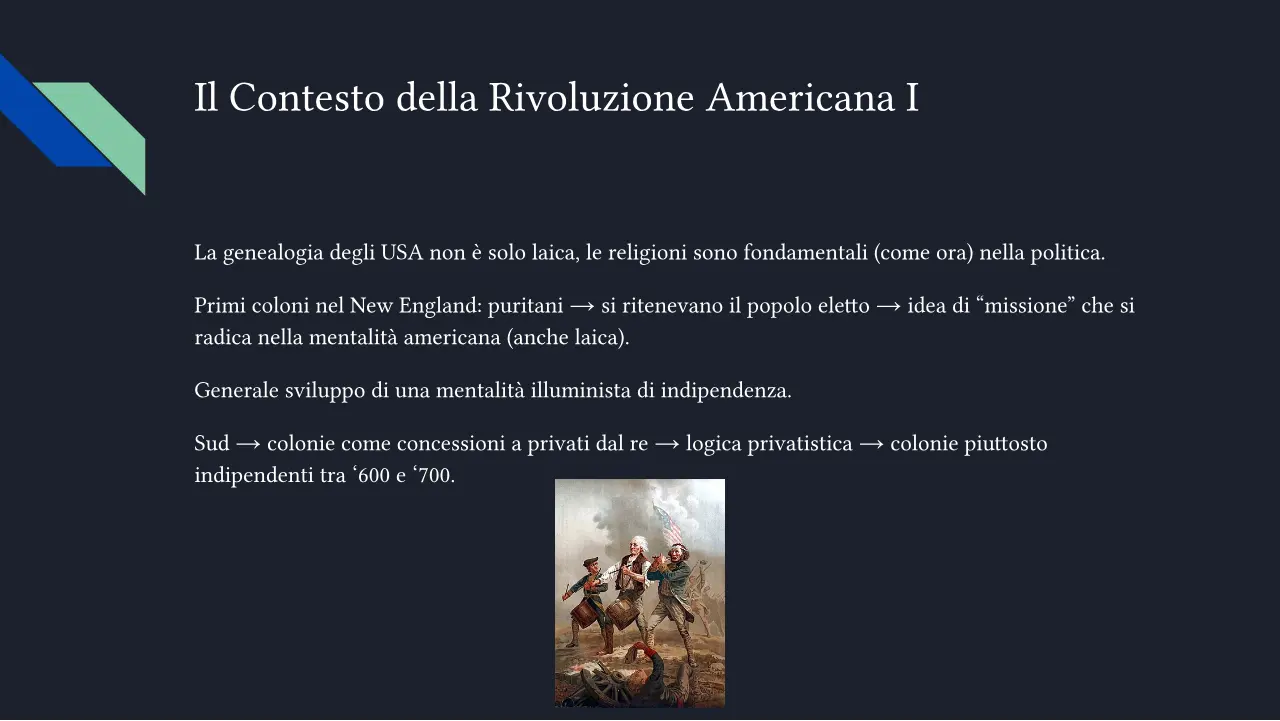 Il Contesto della Rivoluzione Americana I
La genealogia degli USA non è solo laica, le religioni sono fondamentali (come ora) nella politica.
Primi coloni nel New England: puritani → si ritenevano il popolo eletto → idea di “missione” che si
radica nella mentalità americana (anche laica).
Generale sviluppo di una mentalità illuminista di indipendenza.
Sud → colonie come concessioni a privati dal re → logica privatistica → colonie piuttosto
indipendenti tra ‘600 e ‘700.